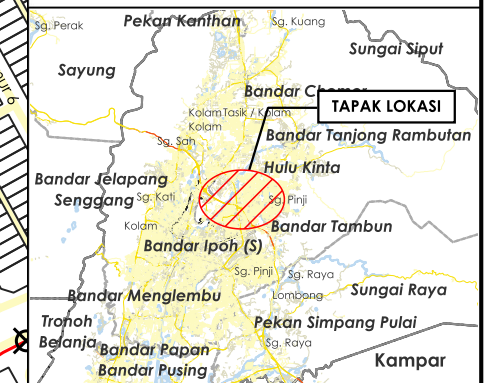 Pekan Kanthan
Sg. Kuang
Sg. Perak
Sungai Siput
Sayung
Bandar Chemor
TAPAK LOKASI
Kolam Tasik / Kolam
Kolam
Bandar Tanjong Rambutan
Sg. Sah
Hulu Kinta
Bandar Jelapang
Senggang
Sg. Kati
Sg. Pinji
Kolam
Bandar Tambun
Bandar Ipoh (S)
Sg. Pinji
Sg. Raya
Sungai Raya
Bandar Menglembu
Lombong
Tronoh
Belanja
Pekan Simpang Pulai
Sg. Raya
Bandar Papan
Kampar
Bandar Pusing